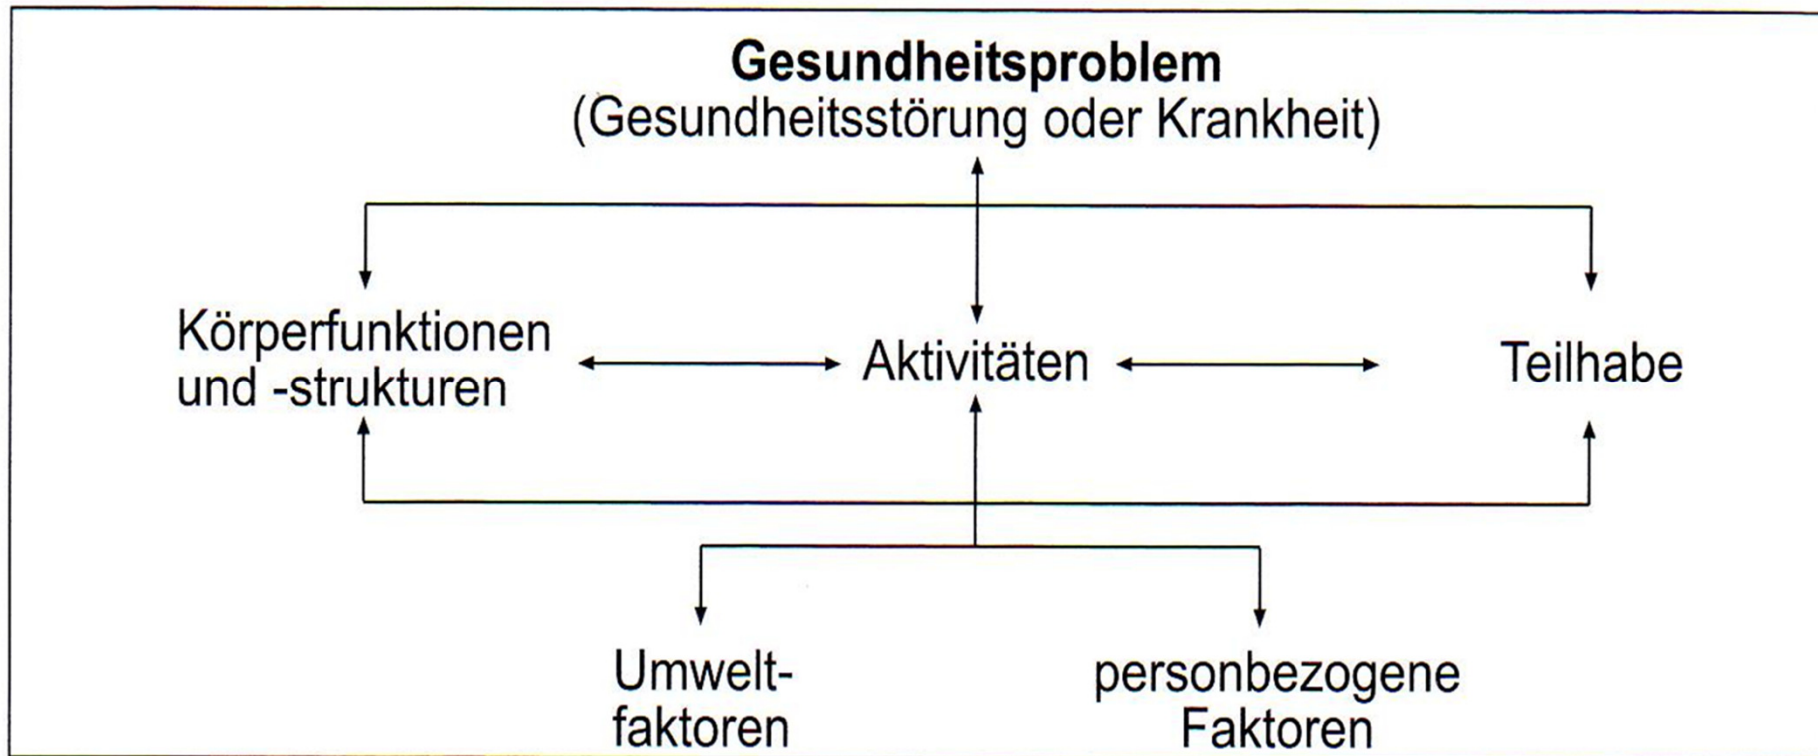 Gesundheitsproblem
(Gesundheitsstörung oder Krankheit)
Körperfunktionen
und -strukturen
Aktivitäten
Teilhabe
Umwelt-
faktoren
personbezogene
Faktoren